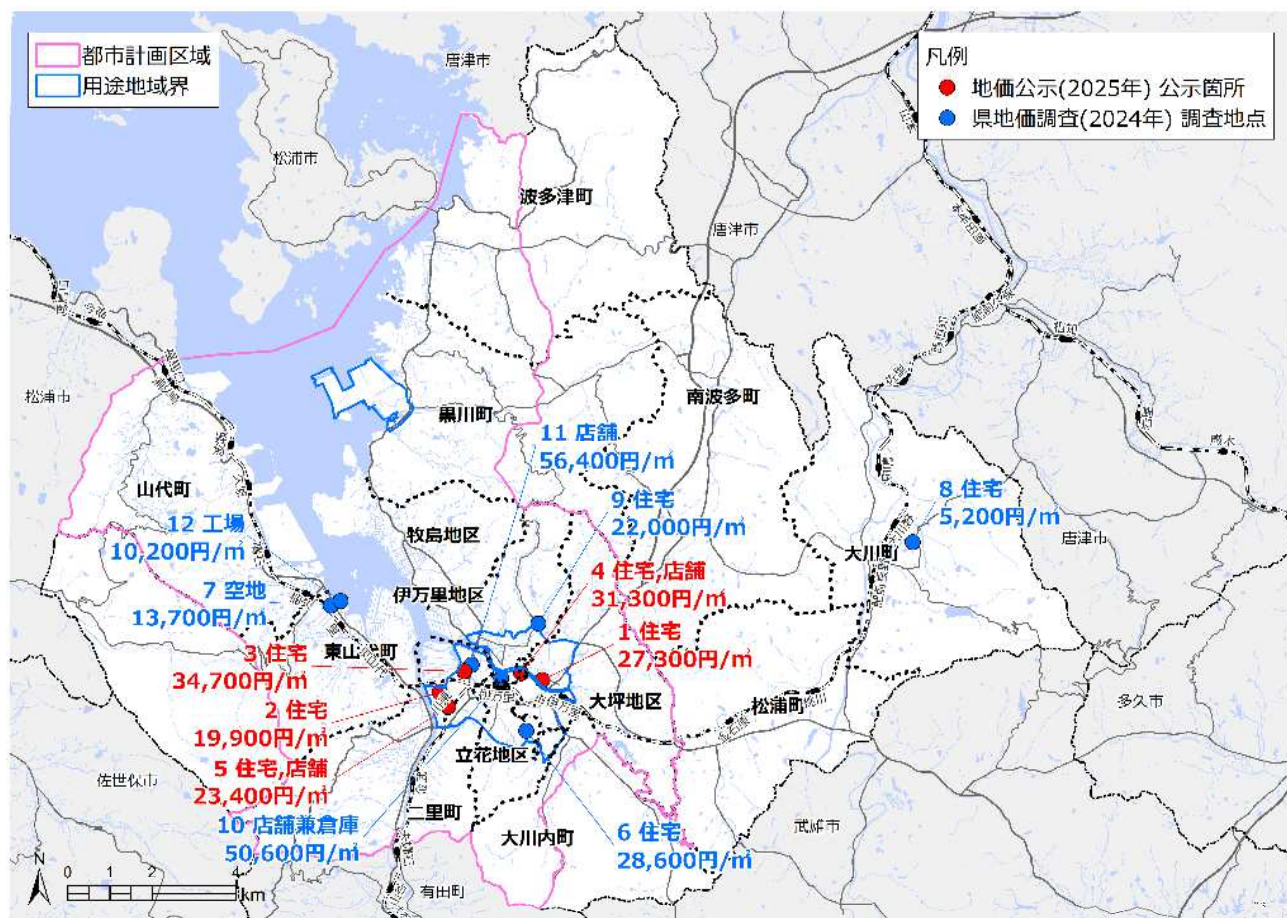 都市計画区域
用途地域界
凡例
地価公示(2025年) 公示箇所
県地価調査(2024年) 調査地点
唐津市
松浦市
波多津町
唐津市
松浦市
黒川町
南波多町
11 店舗
56,400円/㎡
山代町
9 住宅
22,000円/㎡
8 住宅
5,200円/㎡
12 工場
10,200円/㎡
牧島地区
大川町
唐津市
4 住宅,店舗
31,300円/㎡
7 空地
13,700円/㎡
伊万里地区
1 住宅
27,300円/㎡
東山代町
3 住宅
34,700円/㎡
大坪地区
松浦町
多久市
2 住宅
19,900円/㎡
立花地区
5 住宅,店舗
23,400円/㎡
佐世保市
二里町
大川内町
10 店舗兼倉庫
50,600円/㎡
6 住宅
28,600円/㎡
武雄市
有田町
N
0 2 4
km